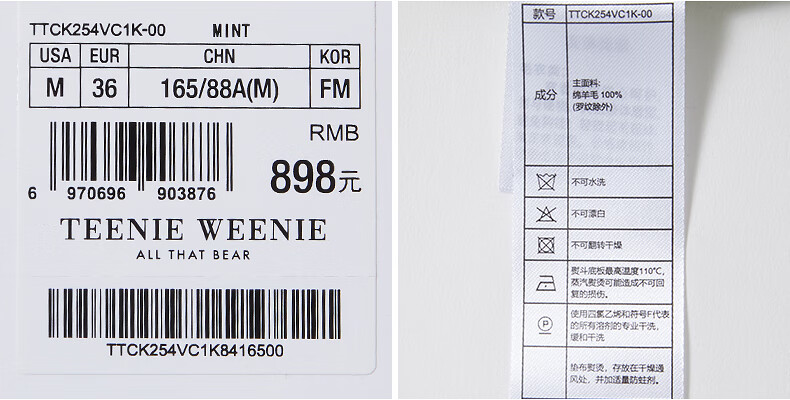 TTCK254VC1K-00 MINT
USA EUR CHN KOR
M 36 165/88A(M) FM
RMB
898元
6 970696 903876
TEENIE WEENIE
ALL THAT BEAR
TTCK254VC1K8416500
款号 TTCK254VC1K-00
成分
主面料:
绵羊毛 100%
(罗纹除外)
不可水洗
不可漂白
不可翻转干燥
熨斗底板最高温度110℃,
蒸汽熨烫可能造成不可回
复的损伤。
P
使用四氯乙烯和符号F代表
的所有溶剂的专业干洗,
缓和干洗
垫布熨烫, 存放在干燥通
风处, 并加适量防蛀剂。